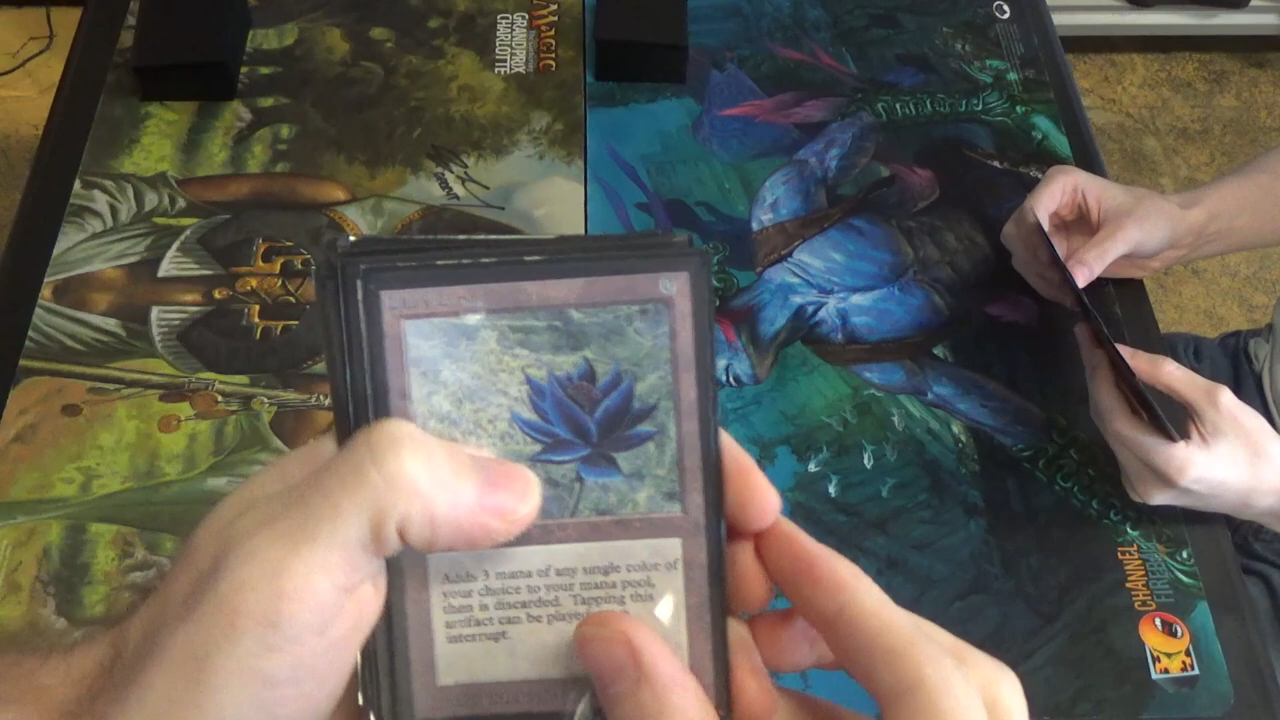 MAGIC
GRAND PRIX
CHARLOTTE
Adds 3 mana of any single color of
your choice to your mana pool,
then is discarded. Tapping this
artifact can be played
interrupt.
CHANNEL
FIREBALL